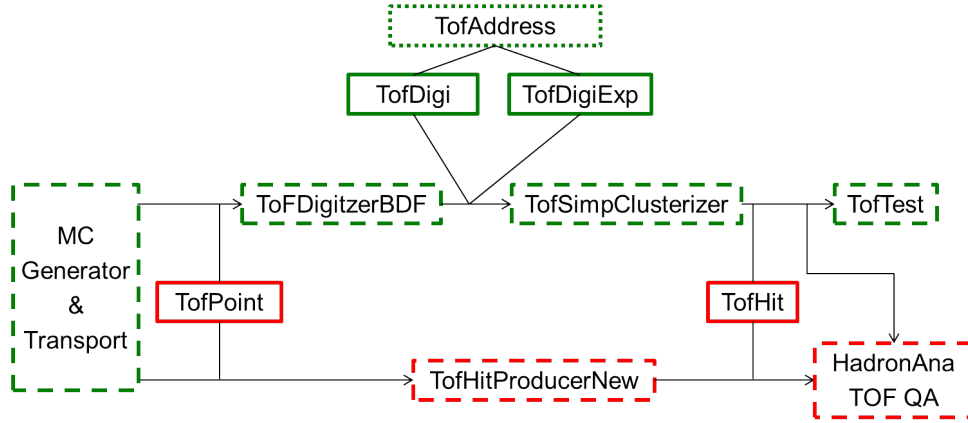 TofAddress
TofDigi
TofDigiExp
MC
Generator
&
Transport
ToFDigitzerBDF
TofSimpClusterizer
TofTest
TofPoint
TofHit
TofHitProducerNew
HadronAna
TOF QA